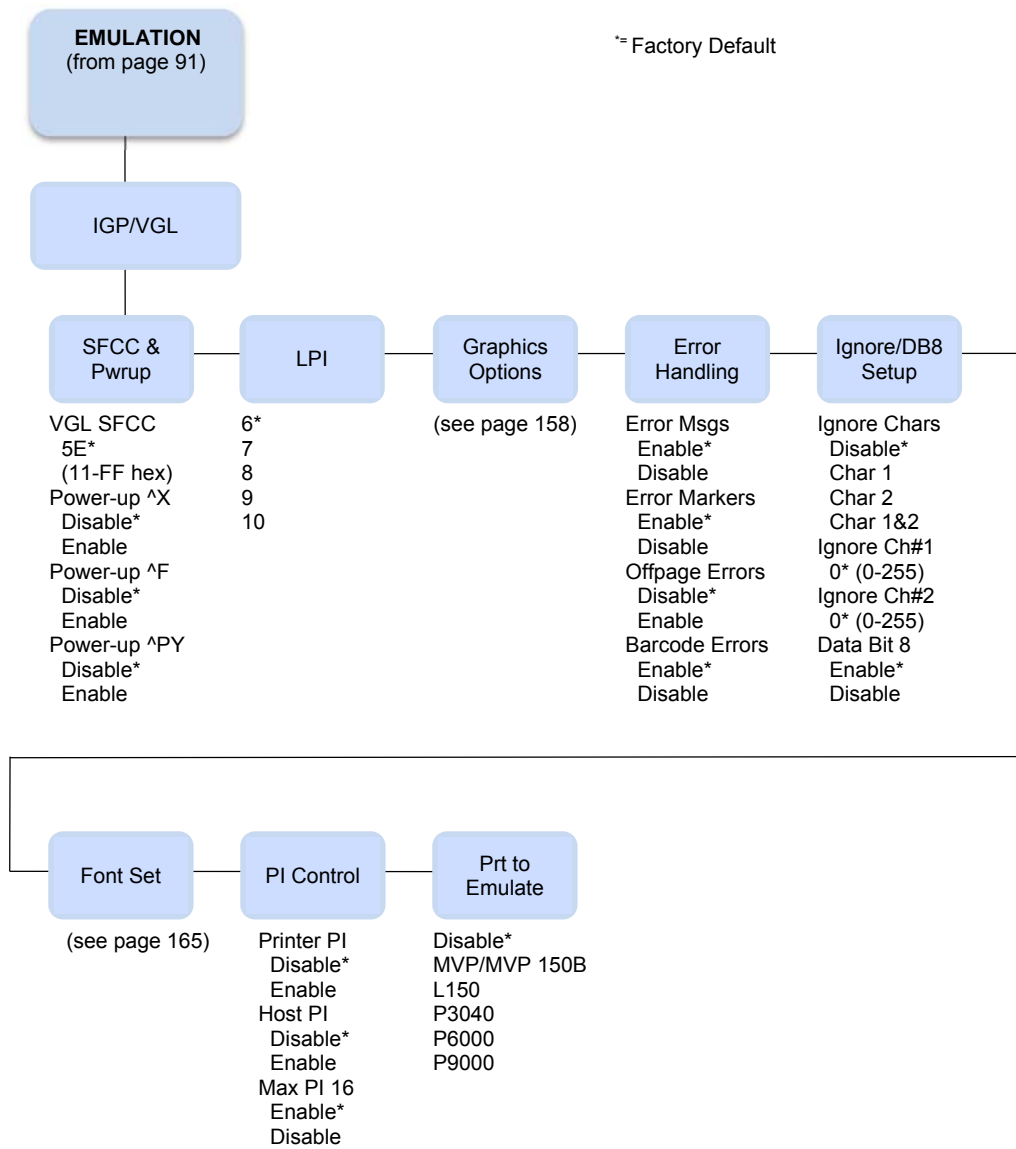 EMULATION
(from page 91)
*= Factory Default
IGP/VGL
SFCC &
Pwrup
LPI
Graphics
Options
Error
Handling
Ignore/DB8
Setup
VGL SFCC
5E*
(11-FF hex)
Power-up ^X
Disable*
Enable
Power-up ^F
Disable*
Enable
Power-up ^PY
Disable*
Enable
6*
7
8
9
10
(see page 158)
Error Msgs
Enable*
Disable
Error Markers
Enable*
Disable
Offpage Errors
Disable*
Enable
Barcode Errors
Enable*
Disable
Ignore Chars
Disable*
Char 1
Char 2
Char 1&2
Ignore Ch#1
0* (0-255)
Ignore Ch#2
0* (0-255)
Data Bit 8
Enable*
Disable
Font Set
PI Control
Prt to
Emulate
(see page 165)
Printer PI
Disable*
Enable
Host PI
Disable*
Enable
Max PI 16
Enable*
Disable
Disable*
MVP/MVP 150B
L150
P3040
P6000
P9000